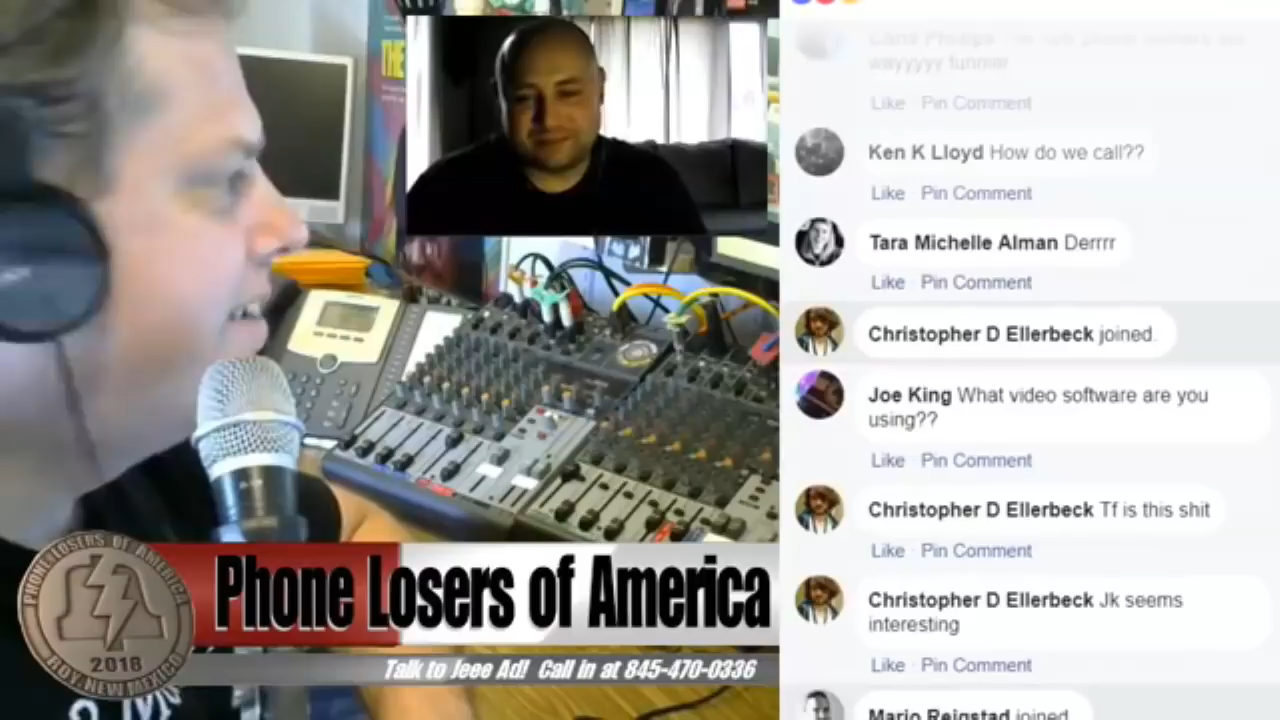 THE
PHONE LOSERS OF AMERICA
2018
ROY, NEW MEXICO
Phone Losers of America
Talk to Jeee Ad! Call in at 845-470-0336
wayyyy funnier
Like Pin Comment
Ken K Lloyd How do we call??
Like Pin Comment
Tara Michelle Alman Derrrr
Like Pin Comment
Christopher D Ellerbeck joined.
Joe King What video software are you
using??
Like Pin Comment
Christopher D Ellerbeck Tf is this shit
Like Pin Comment
Christopher D Ellerbeck Jk seems
interesting
Like Pin Comment
Mario Reigstad joined.